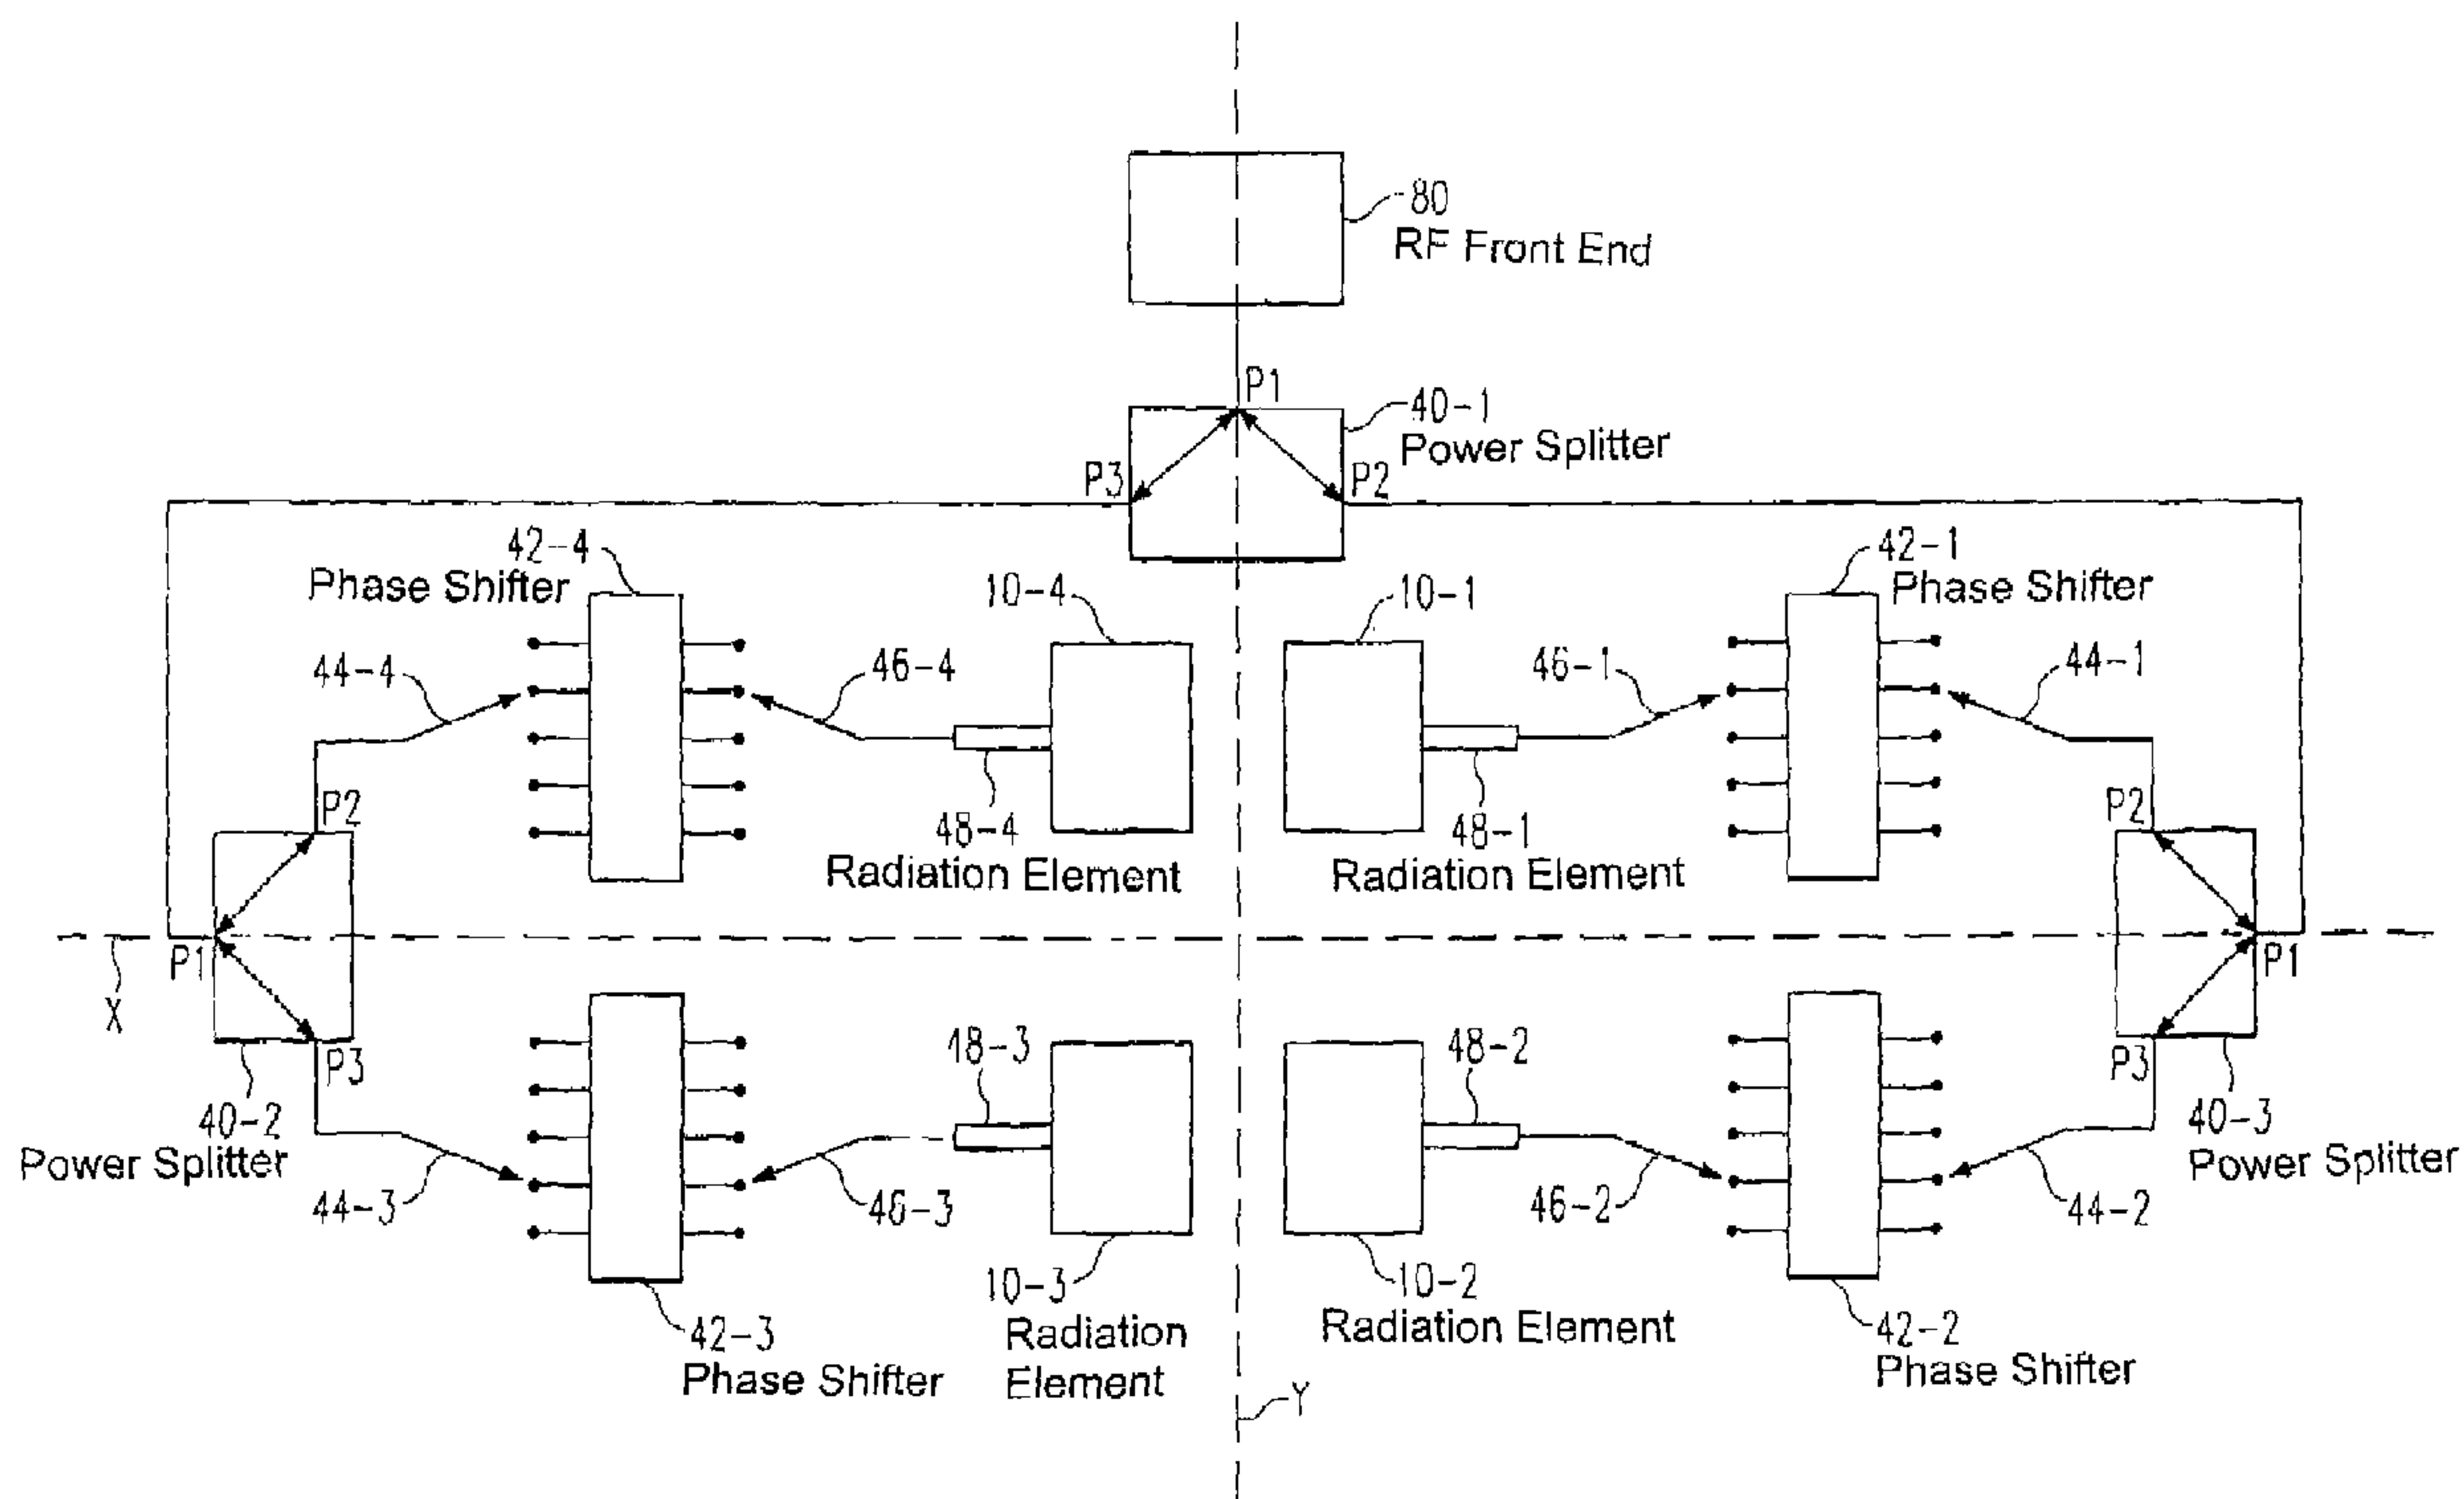 80
RF Front End
P1
40-1
Power Splitter
P3
P2
42-4
Phase Shifter
10-4
10-1
42-1
Phase Shifter
44-4
46-4
46-1
44-1
P2
48-4
Radiation Element
48-1
Radiation Element
P2
P1
X
P1
P3
40-2
Power Splitter
44-3
48-3
46-3
48-2
46-2
P3
40-3
Power Splitter
44-2
10-3
Radiation
Element
10-2
Radiation Element
42-3
Phase Shifter
42-2
Phase Shifter
Y